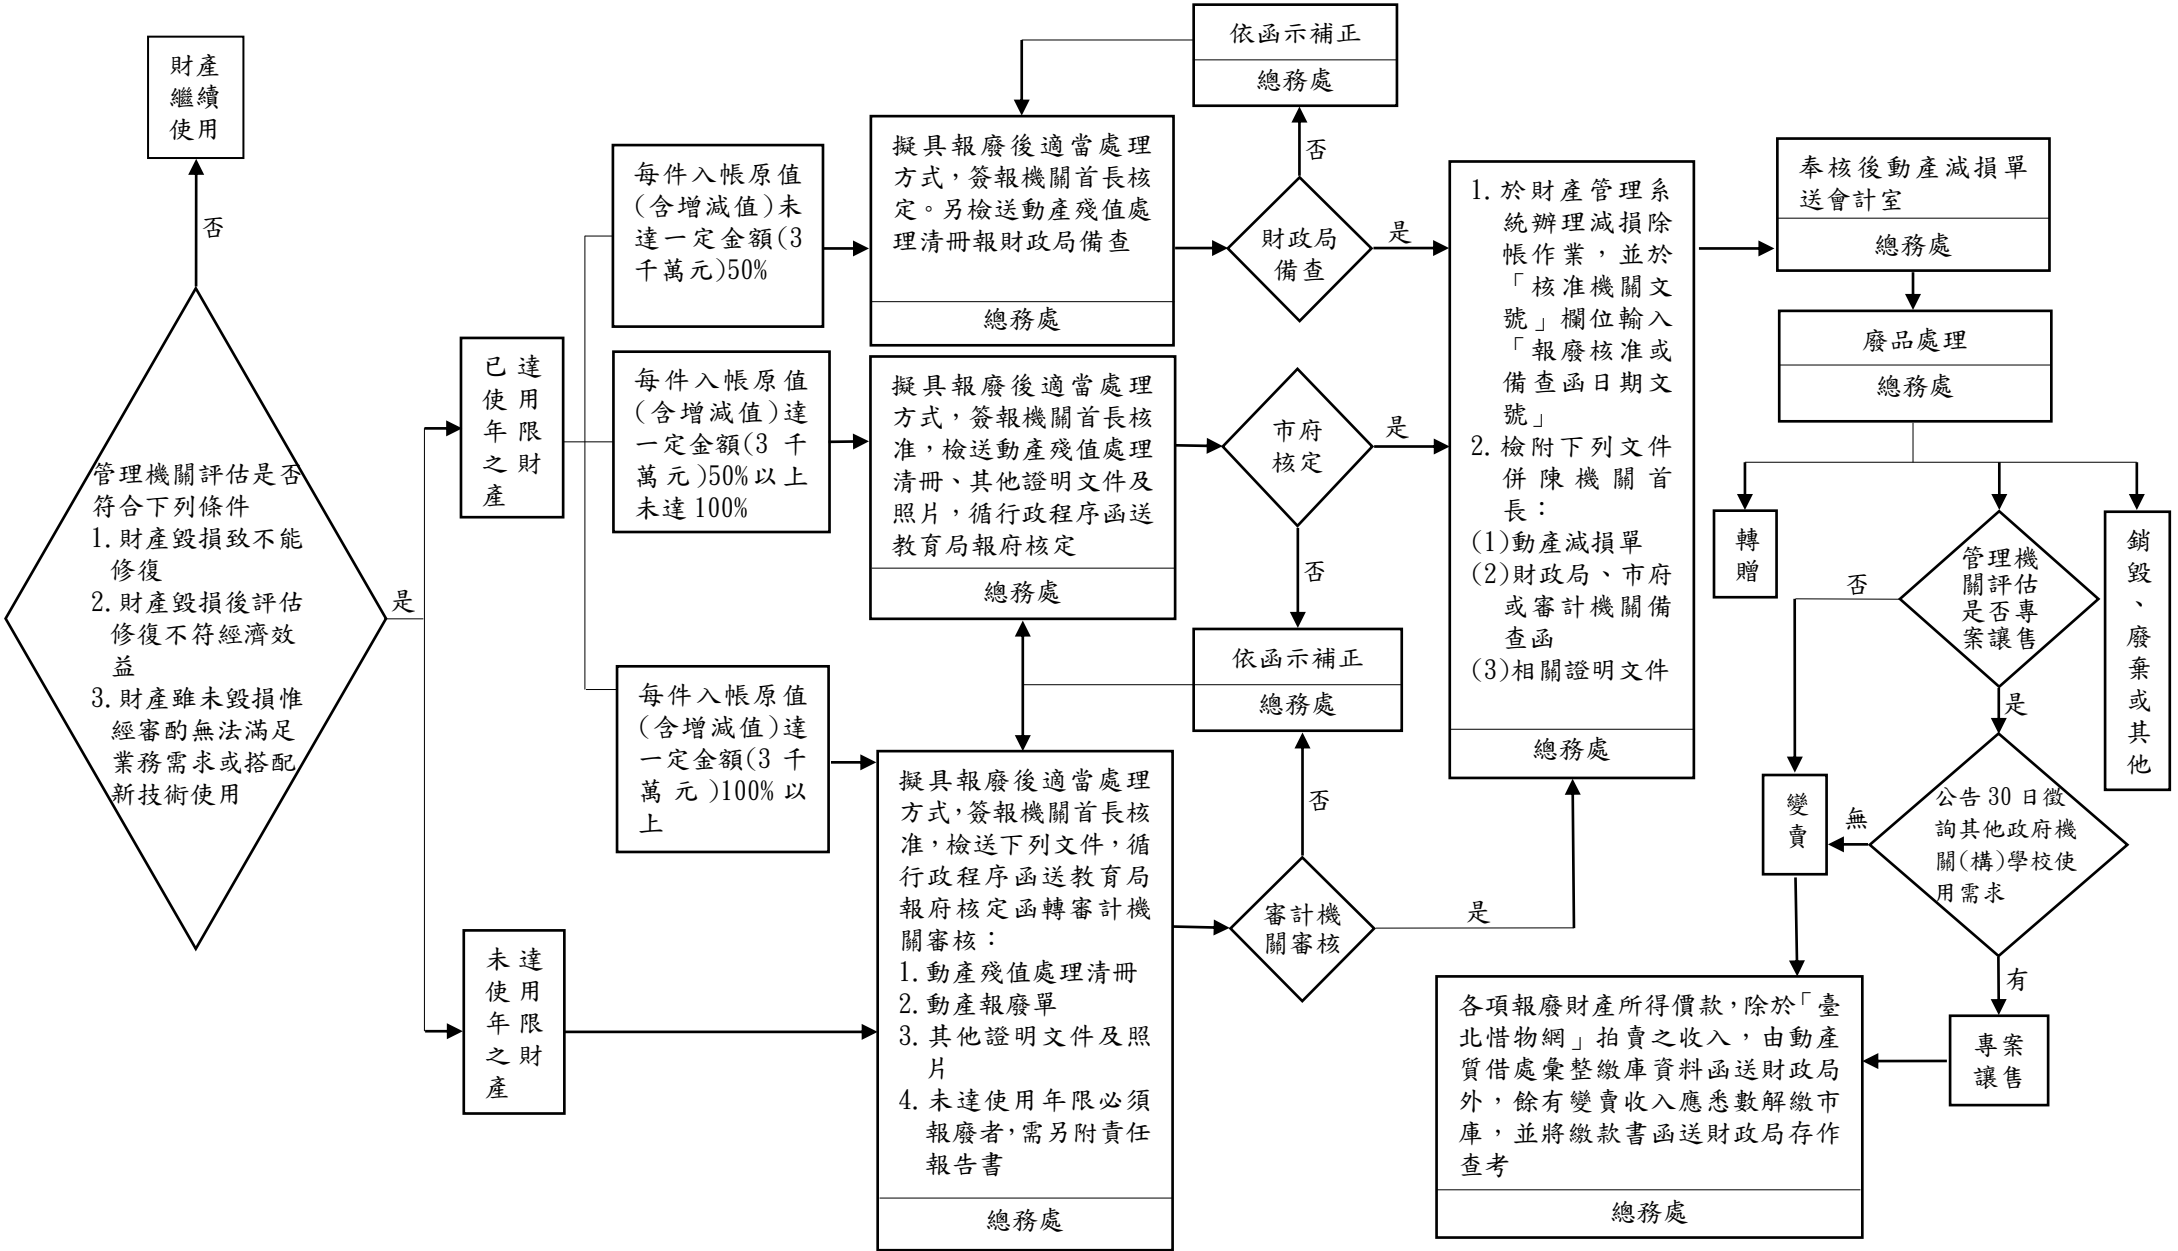 財產
繼續
使用
否
管理機關評估是否
符合下列條件
1. 財產毀損致不能
修復
2. 財產毀損後評估
修復不符經濟效
益
3. 財產雖未毀損惟
經審酌無法滿足
業務需求或搭配
新技術使用
是
已達
使用
年限
之財
產
未達
使用
年限
之財
產
每件入帳原值
(含增減值)未
達一定金額(3
千萬元)50%
每件入帳原值
(含增減值)達
一定金額(3 千
萬元)50%以上
未達 100%
每件入帳原值
(含增減值)達
一定金額(3 千
萬元)100%以
上
擬具報廢後適當處理
方式，簽報機關首長核
定。另檢送動產殘值處
理清冊報財政局備查
總務處
擬具報廢後適當處理
方式，簽報機關首長核
准，檢送動產殘值處理
清冊、其他證明文件及
照片，循行政程序函送
教育局報府核定
總務處
擬具報廢後適當處理
方式，簽報機關首長核
准，檢送下列文件，循
行政程序函送教育局
報府核定函轉審計機
關審核：
1. 動產殘值處理清冊
2. 動產報廢單
3. 其他證明文件及照
片
4. 未達使用年限必須
報廢者，需另附責任
報告書
總務處
依函示補正
總務處
否
財政局
備查
是
市府
核定
是
否
依函示補正
總務處
否
審計機
關審核
是
1. 於財產管理系
統辦理減損除
帳作業，並於
「核准機關文
號」欄位輸入
「報廢核准或
備查函日期文
號」
2. 檢附下列文件
併陳機關首
長：
(1)動產減損單
(2)財政局、市府
或審計機關備
查函
(3)相關證明文件
總務處
奉核後動產減損單
送會計室
總務處
廢品處理
總務處
轉
贈
管理機
關評估
是否專
案讓售
否
是
銷
毀
、
廢
棄
或
其
他
變
賣
無
公告 30 日徵
詢其他政府機
關(構)學校使
用需求
有
專案
讓售
各項報廢財產所得價款，除於「臺
北惜物網」拍賣之收入，由動產
質借處彙整繳庫資料函送財政局
外，餘有變賣收入應悉數解繳市
庫，並將繳款書函送財政局存作
查考
總務處